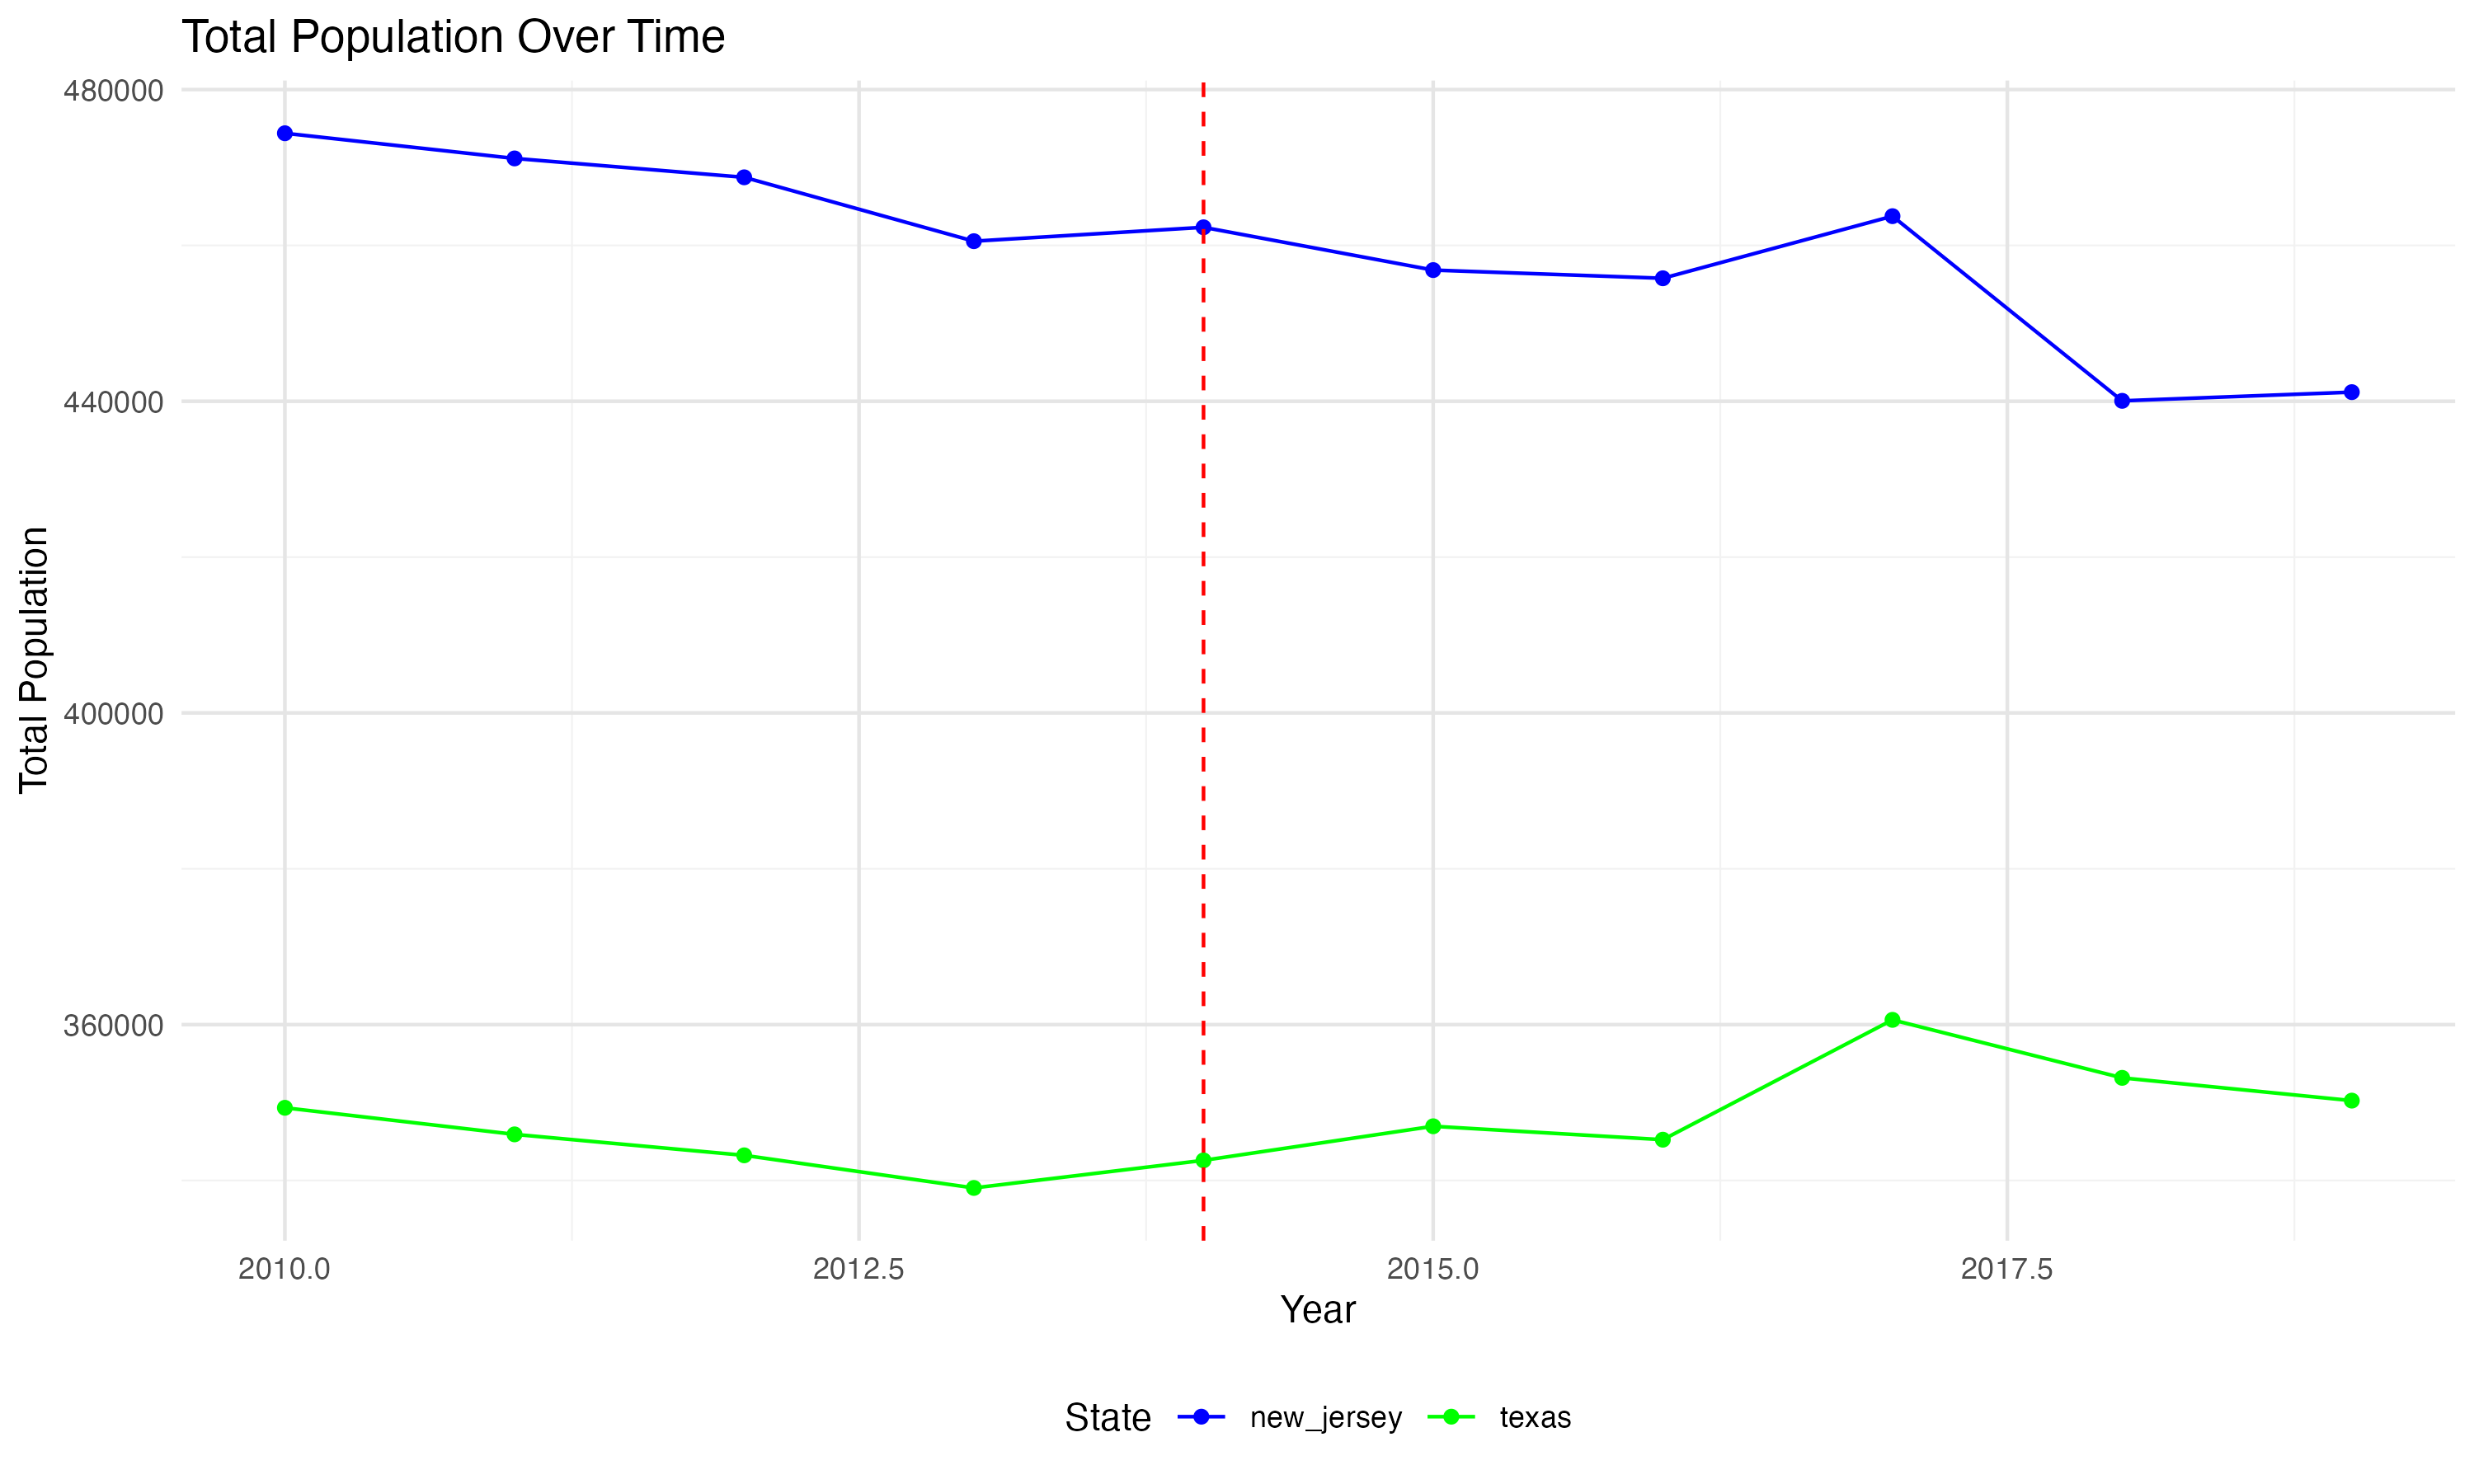 Total Population Over Time
480000
440000
400000
360000
Total Population
2010.0 2012.5 2015.0 2017.5
Year
State new_jersey texas